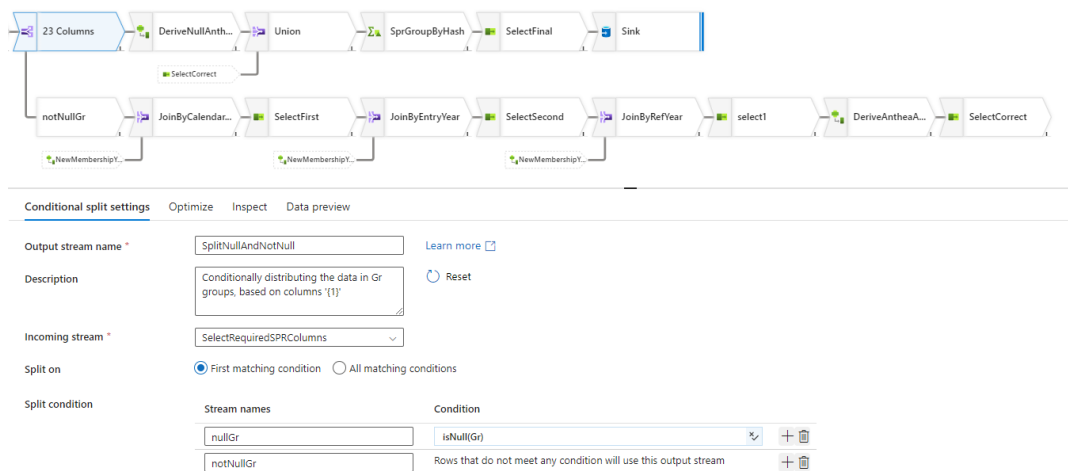 23 Columns
DeriveNullAnth...
Union
SprGroupByHash
SelectFinal
Sink
SelectCorrect
notNullGr
JoinByCalendar...
SelectFirst
JoinByEntryYear
SelectSecond
JoinByRefYear
select1
DeriveAntheaA...
SelectCorrect
NewMembershipY...
NewMembershipY...
NewMembershipY...
Conditional split settings
Optimize
Inspect
Data preview
Output stream name *
SplitNullAndNotNull
Learn more
Description
Conditionally distributing the data in Gr
groups, based on columns '{1}'
Reset
Incoming stream *
SelectRequiredSPRColumns
Split on
First matching condition
All matching conditions
Split condition
Stream names
Condition
nullGr
isNull(Gr)
notNullGr
Rows that do not meet any condition will use this output stream